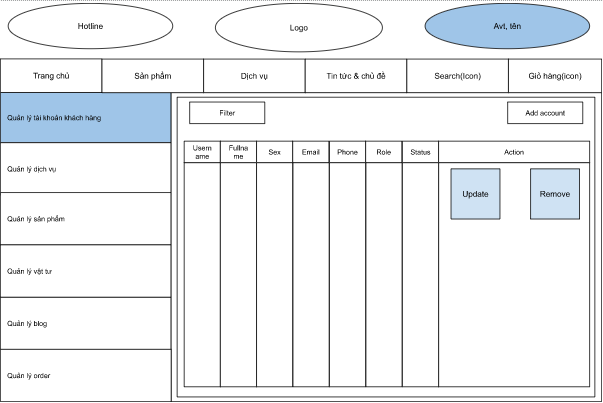 Hotline
Logo
Avt, tên
Trang chủ
Sản phẩm
Dịch vụ
Tin tức & chủ đề
Search(Icon)
Giỏ hàng(icon)
Quản lý tài khoản khách hàng
Quản lý dịch vụ
Quản lý sản phẩm
Quản lý vật tư
Quản lý blog
Quản lý order
Filter
Add account
Usern
ame
Fullna
me
Sex
Email
Phone
Role
Status
Action
Update
Remove